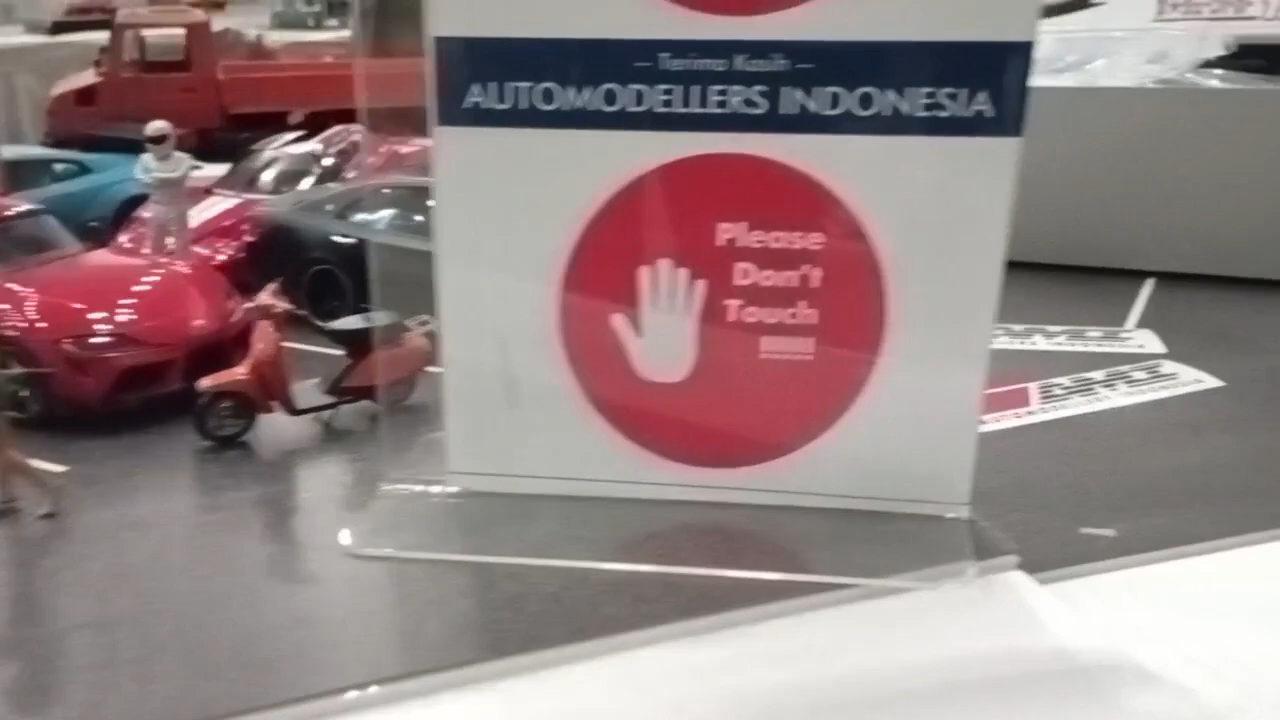 — Terima Kasih —
AUTOMODELLERS INDONESIA
Please
Don't
Touch
!!!!!!!